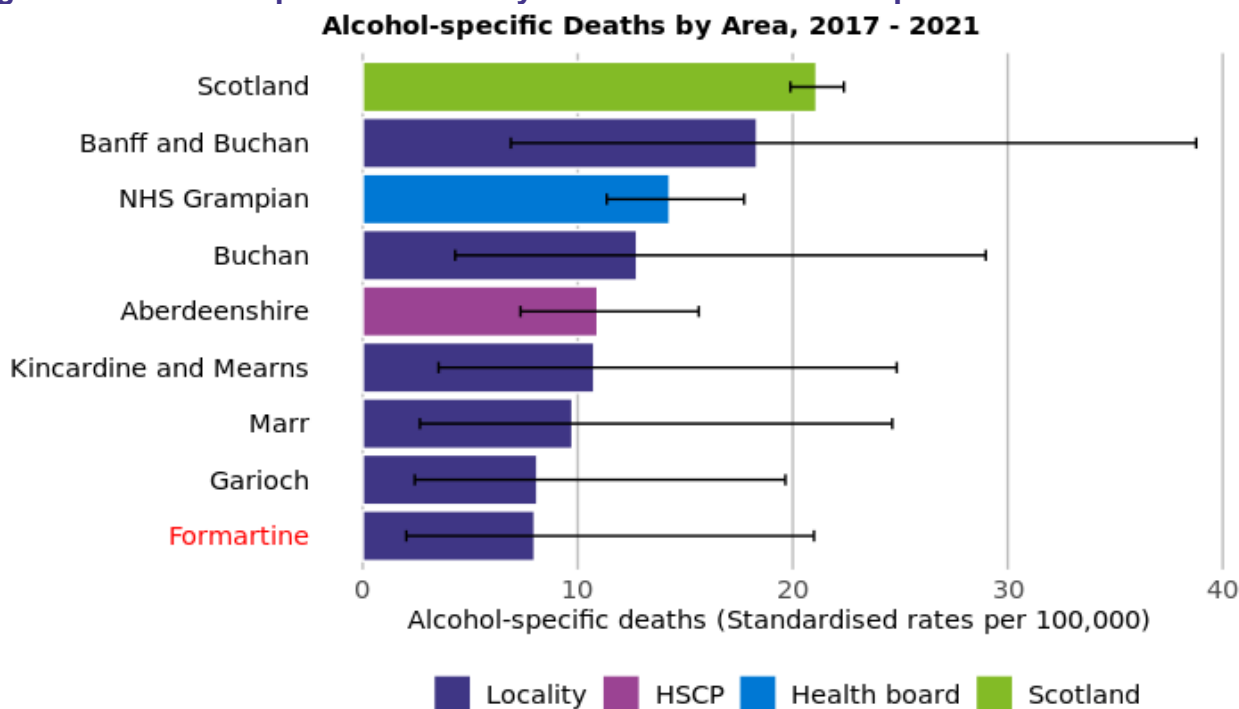 Alcohol-specific Deaths by Area, 2017 - 2021
Scotland
Banff and Buchan
NHS Grampian
Buchan
Aberdeenshire
Kincardine and Mearns
Marr
Garioch
Formartine
0 10 20 30 40
Alcohol-specific deaths (Standardised rates per 100,000)
Locality HSCP Health board Scotland